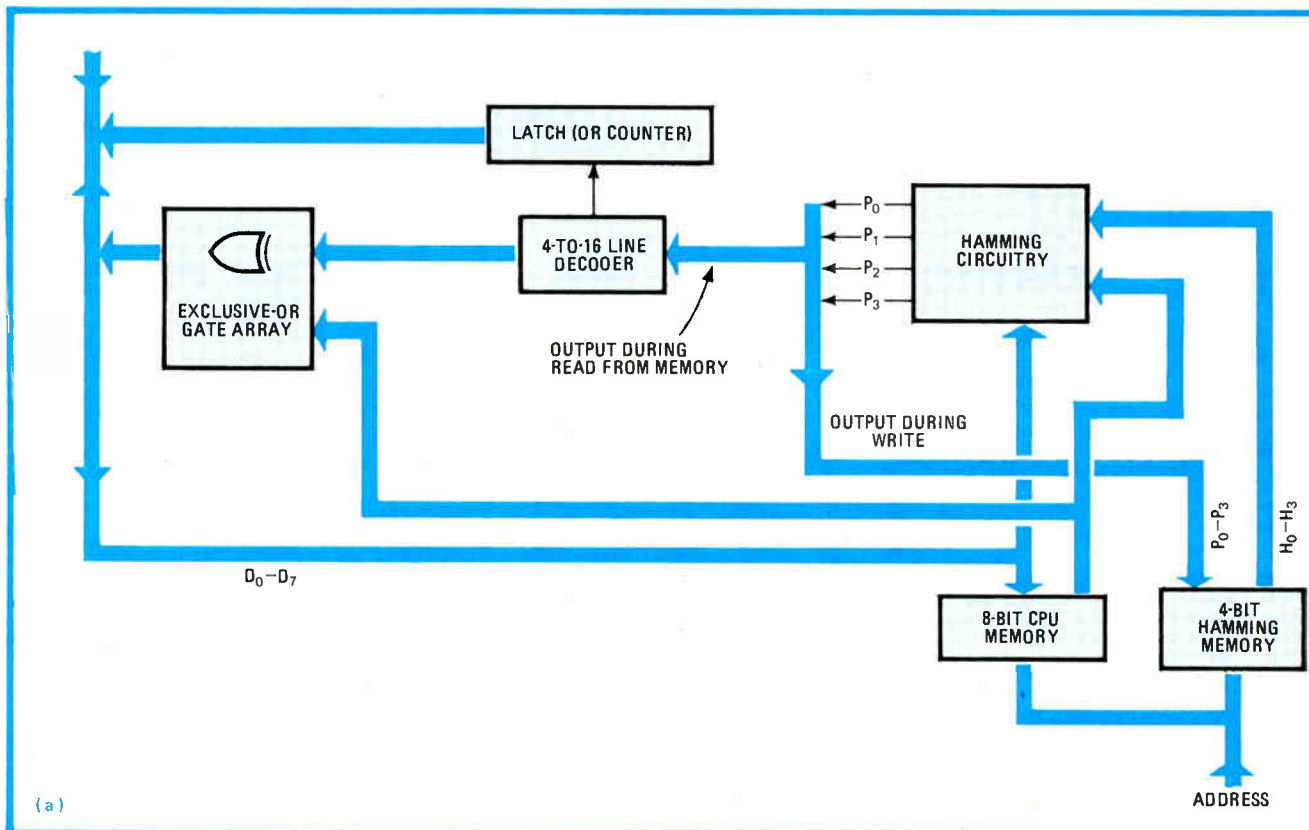 LATCH (OR COUNTER)
EXCLUSIVE-OR
GATE ARRAY
4-TO-16 LINE
DECODER
OUTPUT DURING
READ FROM MEMORY
P₀
P₁
P₂
P₃
HAMMING
CIRCUITRY
OUTPUT DURING
WRITE
P₀–P₃
H₀–H₃
D₀–D₇
8-BIT CPU
MEMORY
4-BIT
HAMMING
MEMORY
ADDRESS
(a)